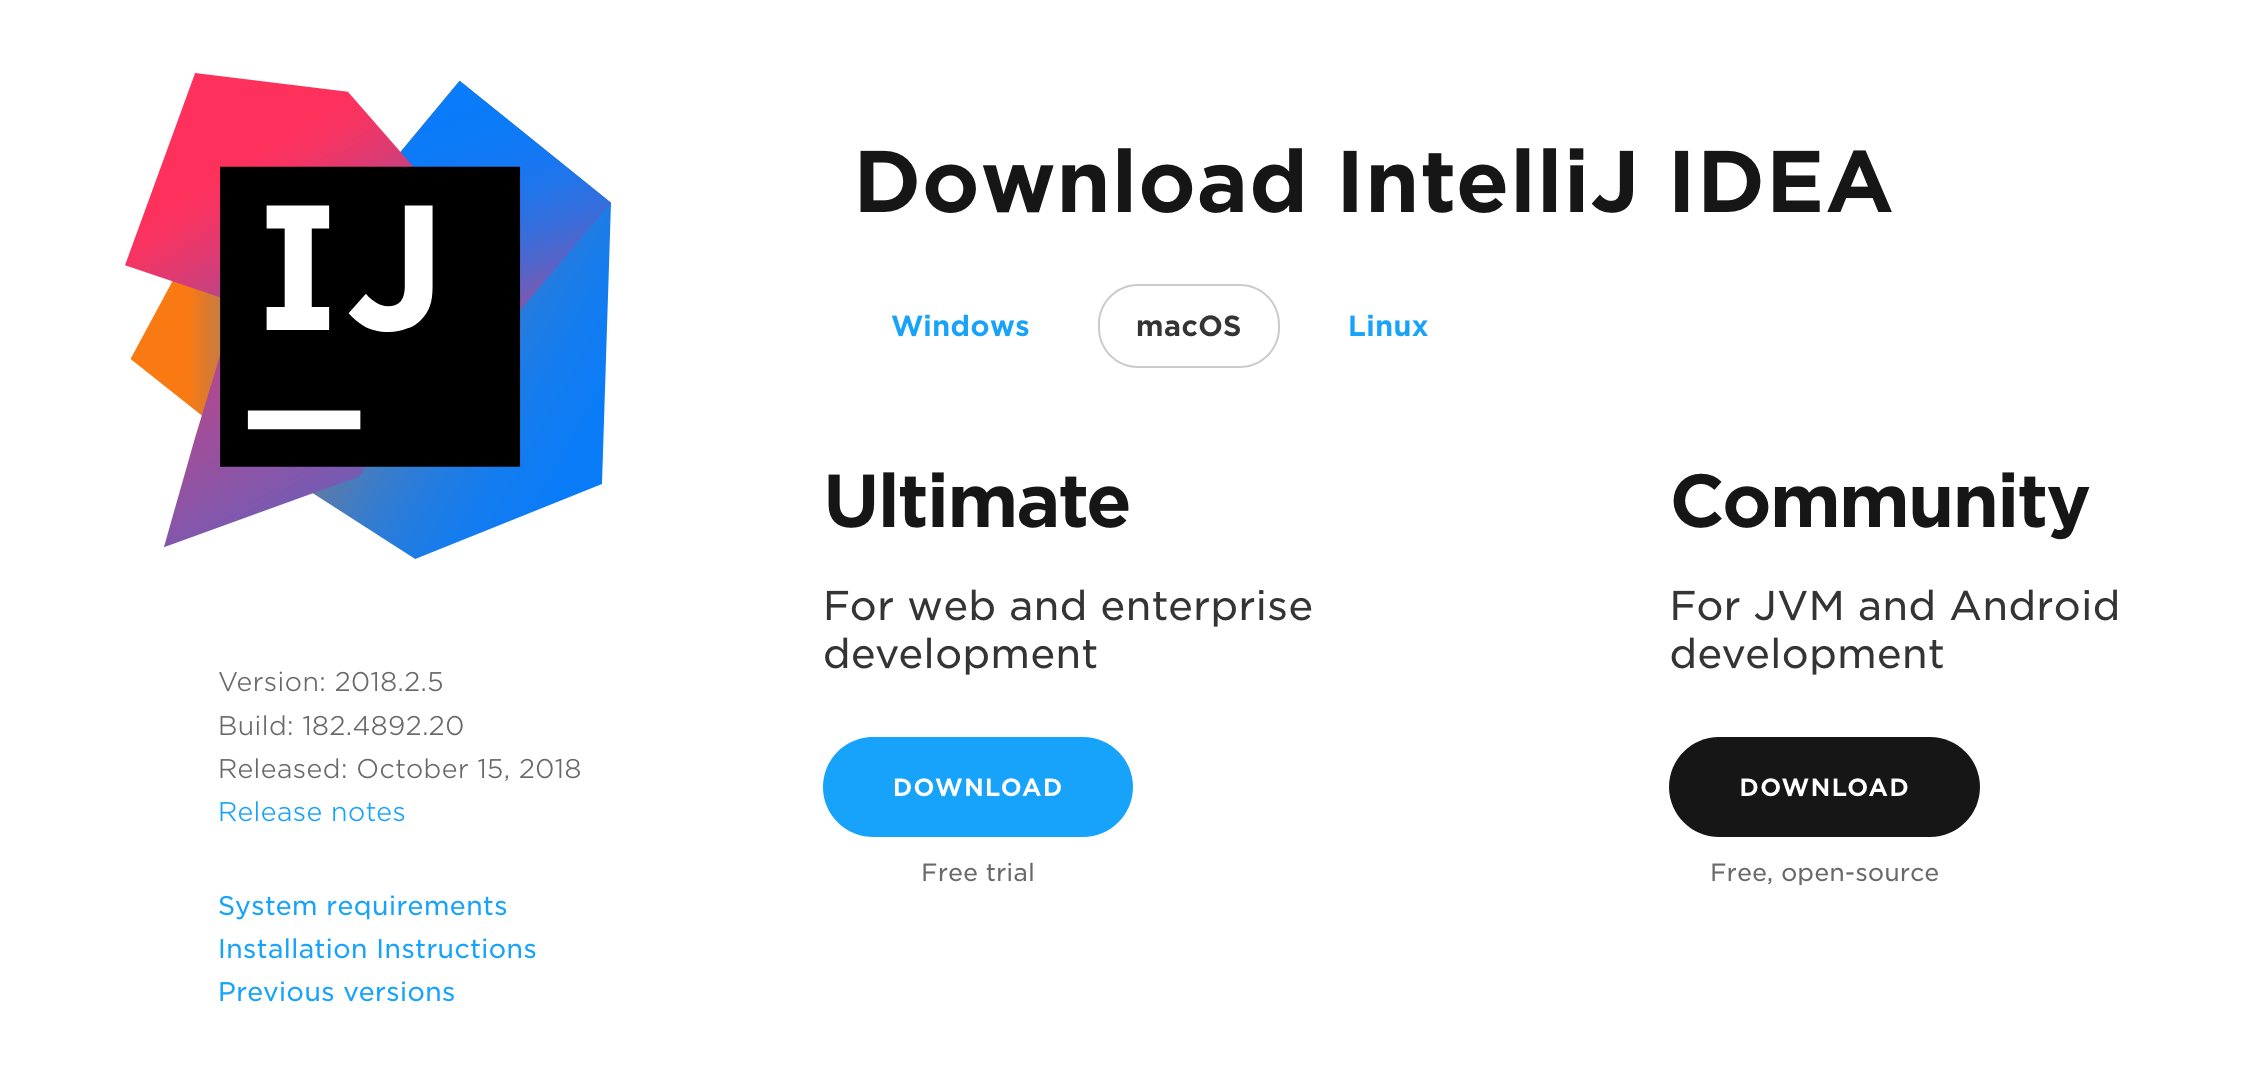 IJ
Download IntelliJ IDEA
Windows
macOS
Linux
Ultimate
For web and enterprise
development
DOWNLOAD
Free trial
Community
For JVM and Android
development
DOWNLOAD
Free, open-source
Version: 2018.2.5
Build: 182.4892.20
Released: October 15, 2018
Release notes
System requirements
Installation Instructions
Previous versions